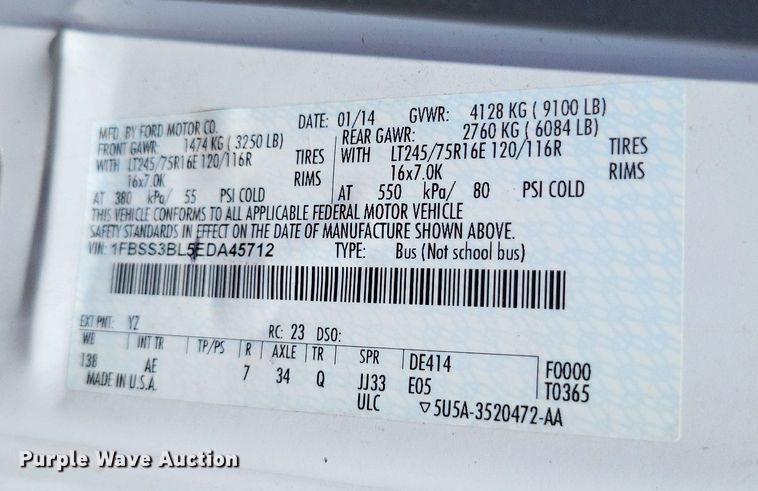 MFD. BY FORD MOTOR CO. DATE: 01/14 GVWR: 4128 KG ( 9100 LB)
FRONT GAWR: 1474 KG ( 3250 LB) REAR GAWR: 2760 KG ( 6084 LB)
WITH LT245/75R16E 120/116R TIRES WITH LT245/75R16E 120/116R TIRES
16x7.0K RIMS 16x7.0K RIMS
AT 380 kPa/ 55 PSI COLD AT 550 kPa/ 80 PSI COLD
THIS VEHICLE CONFORMS TO ALL APPLICABLE FEDERAL MOTOR VEHICLE
SAFETY STANDARDS IN EFFECT ON THE DATE OF MANUFACTURE SHOWN ABOVE.
VIN: 1FBSS3BL5EDA45712 TYPE: Bus (Not school bus)
EXT PNT: YZ RC: 23 DSO:
WB INT TR TP/PS R AXLE TR SPR DE414 F0000
138 AE 7 34 Q JJ33 E05 T0365
MADE IN U.S.A. ULC ▽5U5A-3520472-AA
Purple Wave Auction